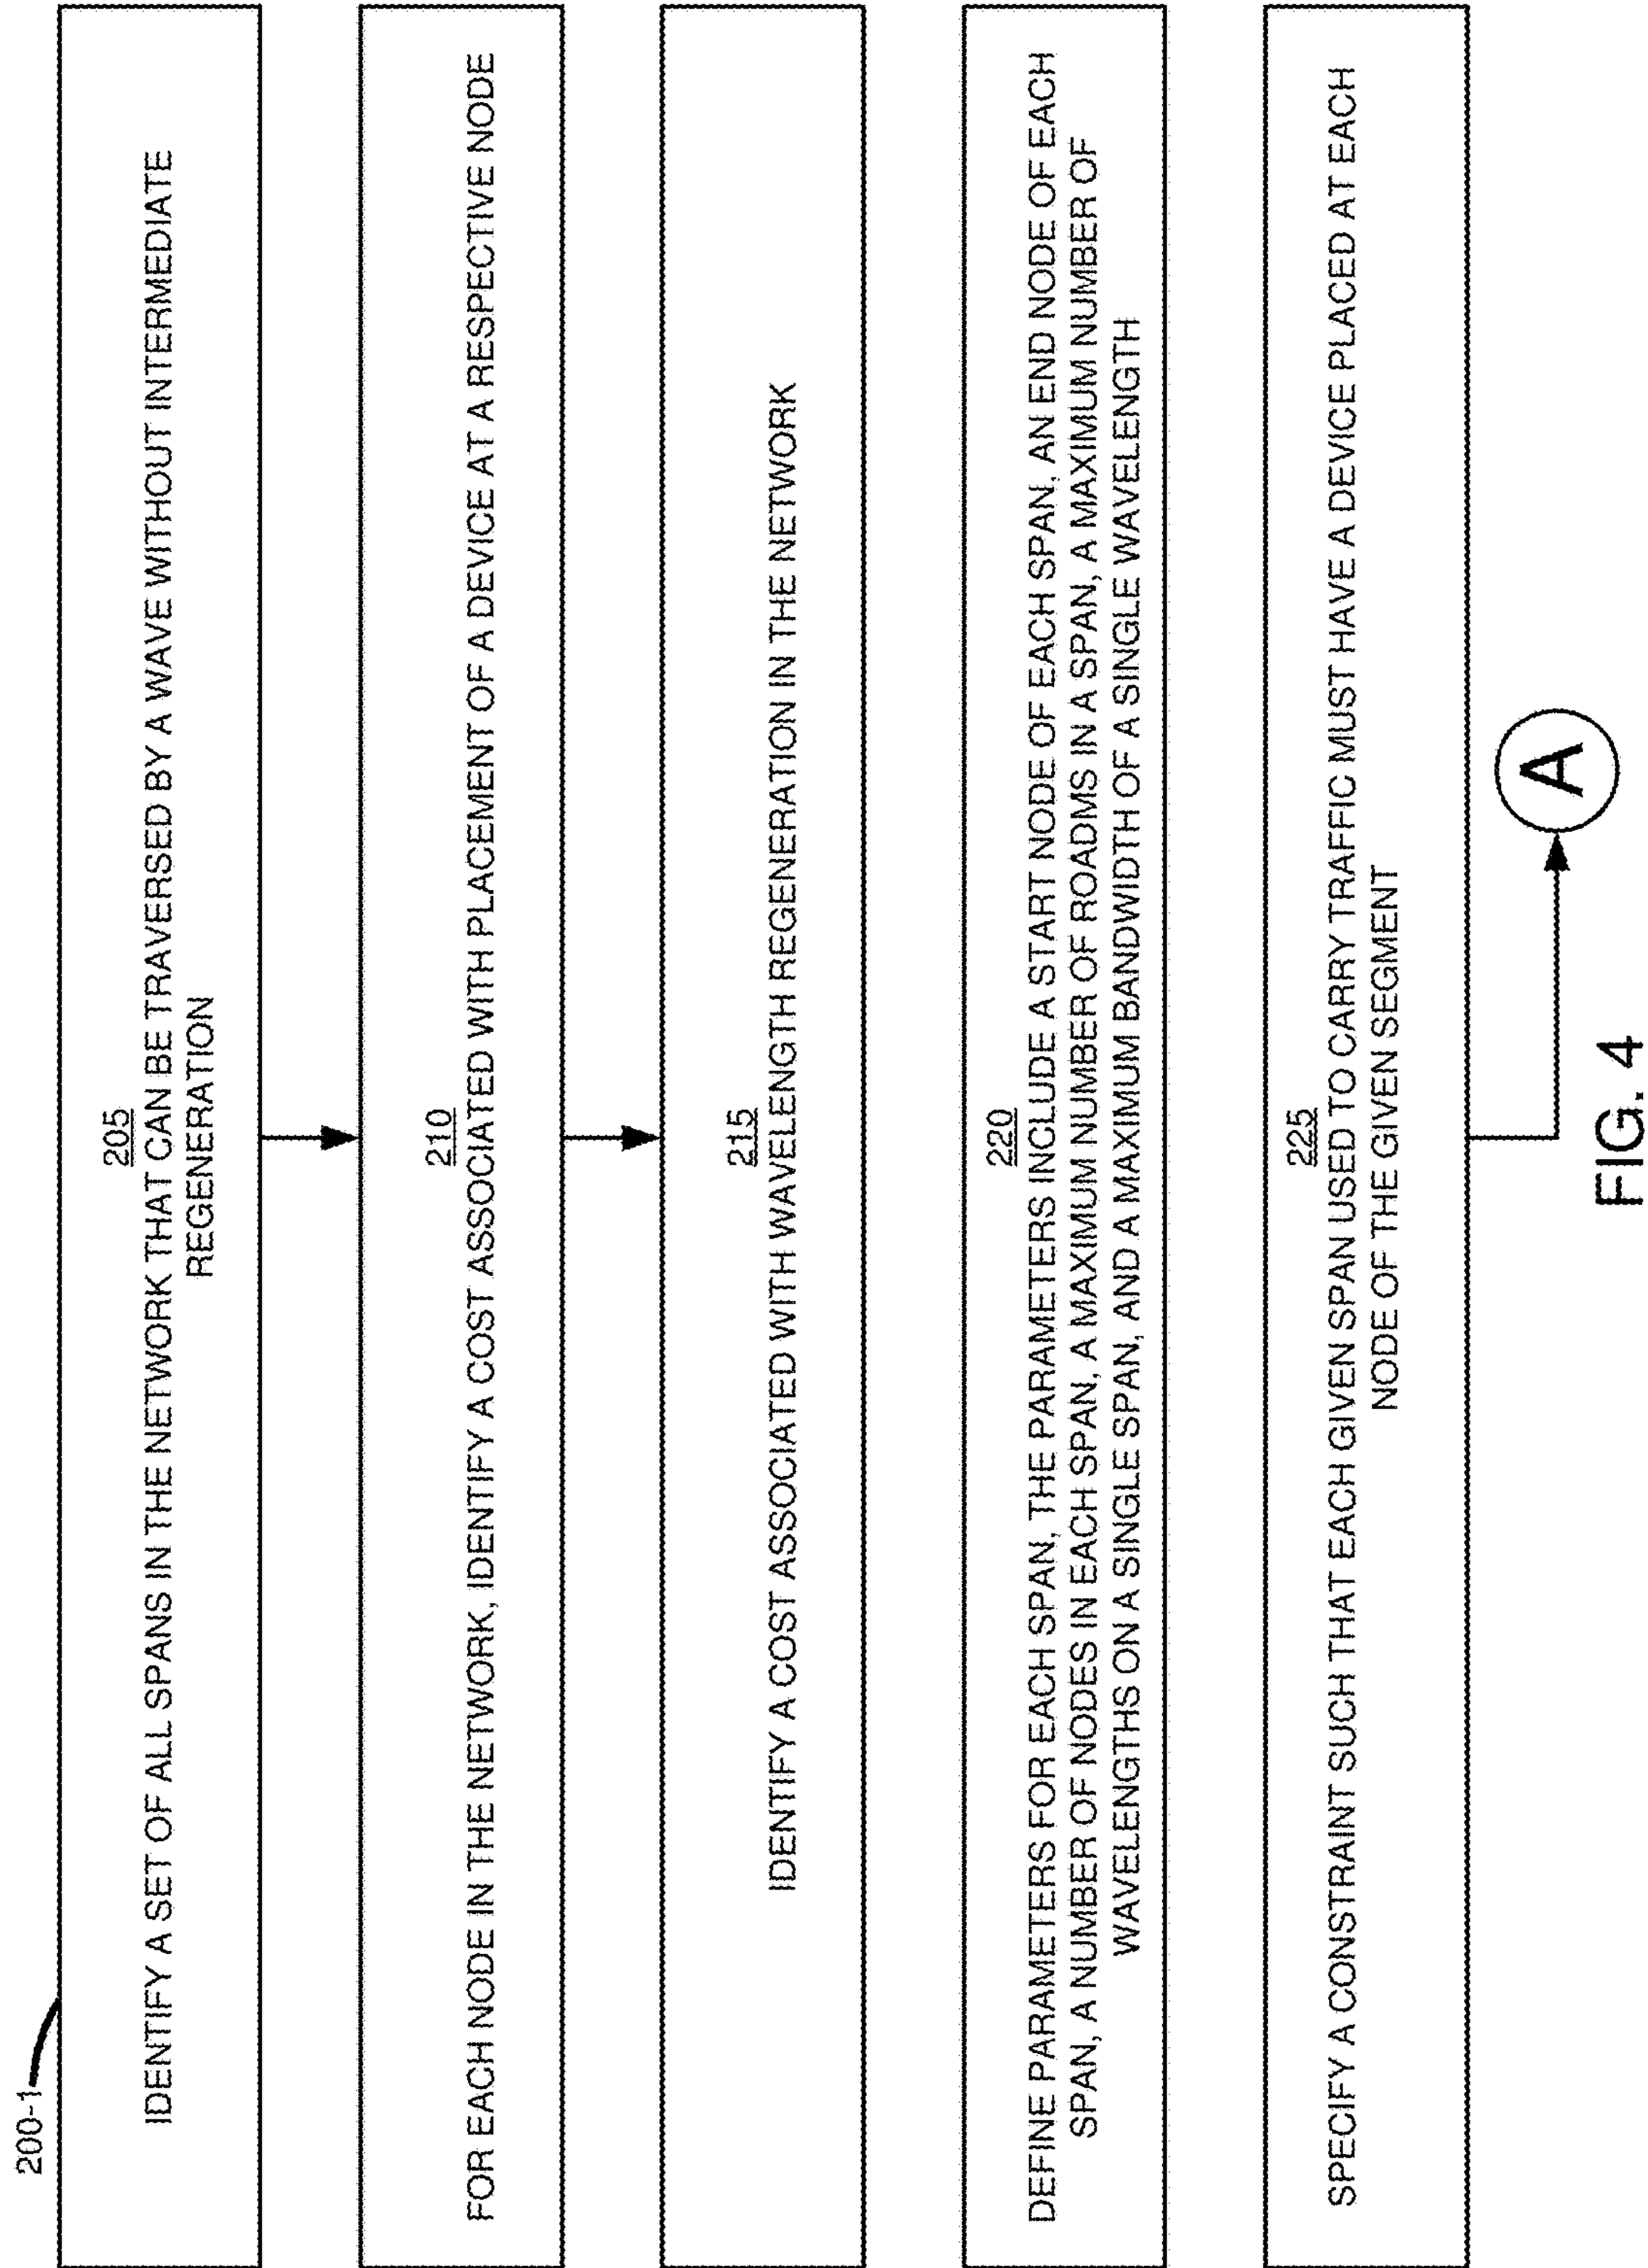 200-1
205
IDENTIFY A SET OF ALL SPANS IN THE NETWORK THAT CAN BE TRAVERSED BY A WAVE WITHOUT INTERMEDIATE
REGENERATION
210
FOR EACH NODE IN THE NETWORK, IDENTIFY A COST ASSOCIATED WITH PLACEMENT OF A DEVICE AT A RESPECTIVE NODE
215
IDENTIFY A COST ASSOCIATED WITH WAVELENGTH REGENERATION IN THE NETWORK
220
DEFINE PARAMETERS FOR EACH SPAN, THE PARAMETERS INCLUDE A START NODE OF EACH SPAN, AN END NODE OF EACH
SPAN, A NUMBER OF NODES IN EACH SPAN, A MAXIMUM NUMBER OF ROADMS IN A SPAN, A MAXIMUM NUMBER OF
WAVELENGTHS ON A SINGLE SPAN, AND A MAXIMUM BANDWIDTH OF A SINGLE WAVELENGTH
225
SPECIFY A CONSTRAINT SUCH THAT EACH GIVEN SPAN USED TO CARRY TRAFFIC MUST HAVE A DEVICE PLACED AT EACH
NODE OF THE GIVEN SEGMENT
A
FIG. 4